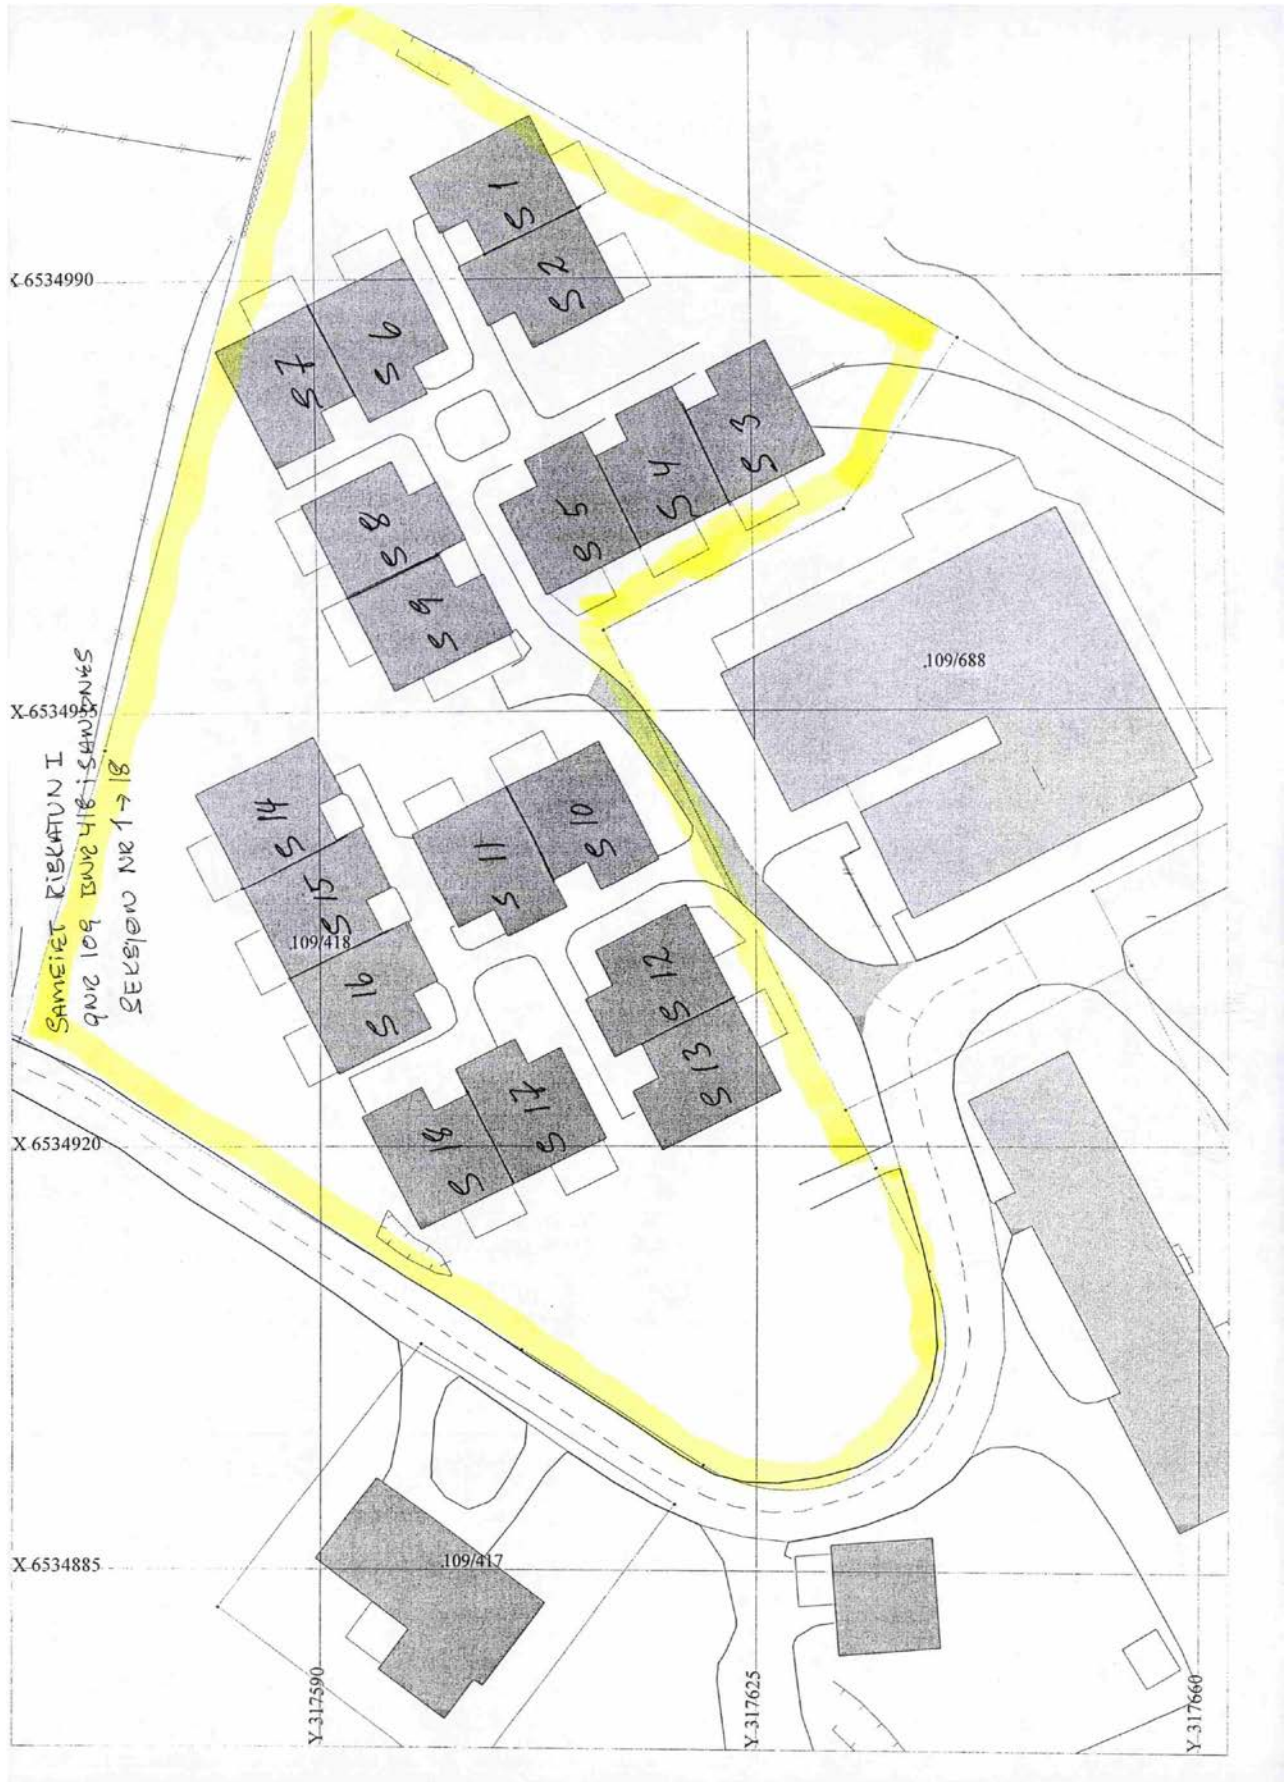 SAMEIET RISKATUN I
GNR 109 BNR 418 i SANDNES
SEKSJON NR 1 → 18
S 1
S 2
X 6534990
S 7
S 6
S 3
S 4
S 5
S 8
S 9
.109/688
X 6534955
S 14
S 15
S 16
.109/418
S 11
S 10
S 12
S 13
S 17
S 18
X 6534920
X 6534885
.109/417
Y 317590
Y 317625
Y 317660